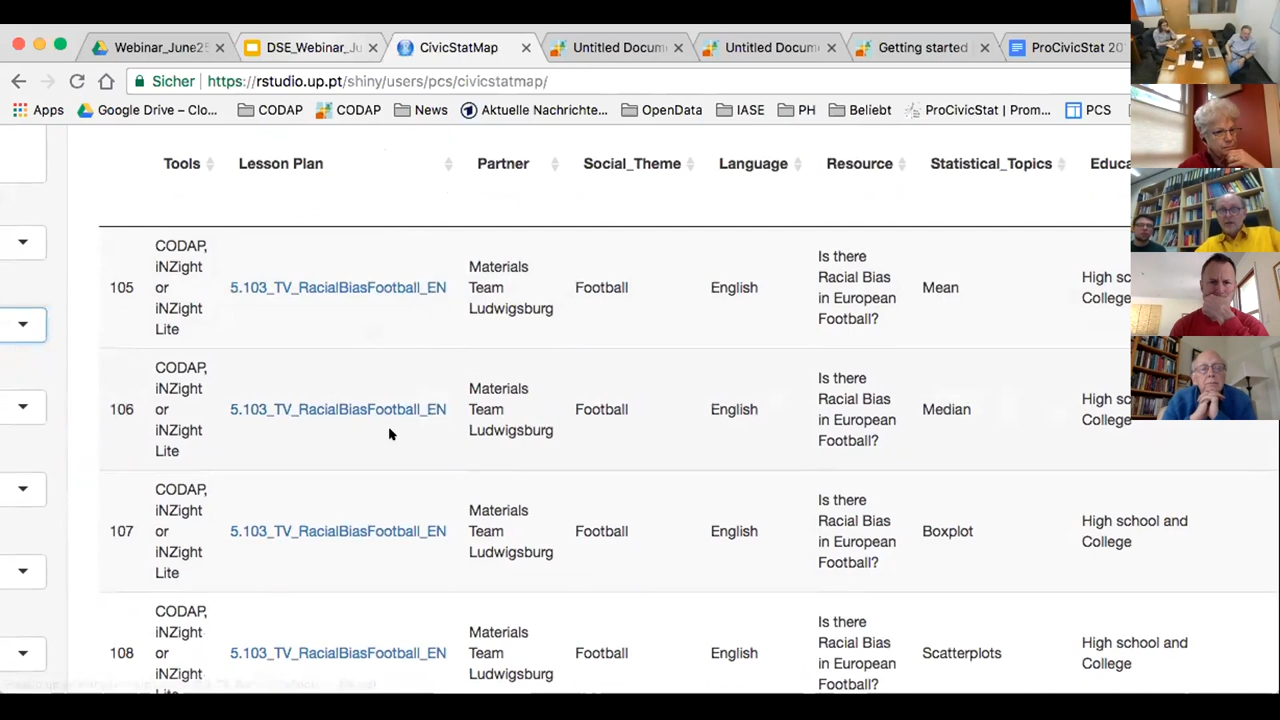 Webinar_June25
DSE_Webinar_Ju
CivicStatMap
Untitled Docum
Untitled Docum
Getting started
ProCivicStat 20
Sicher https://rstudio.up.pt/shiny/users/pcs/civicstatmap/
Apps
Google Drive – Clo...
CODAP
CODAP
News
Aktuelle Nachrichte...
OpenData
IASE
PH
Beliebt
ProCivicStat | Prom...
PCS
Tools
Lesson Plan
Partner
Social_Theme
Language
Resource
Statistical_Topics
Educa
105
CODAP,
iNZight
or
iNZight
Lite
5.103_TV_RacialBiasFootball_EN
Materials
Team
Ludwigsburg
Football
English
Is there
Racial Bias
in European
Football?
Mean
High sc
College
106
CODAP,
iNZight
or
iNZight
Lite
5.103_TV_RacialBiasFootball_EN
Materials
Team
Ludwigsburg
Football
English
Is there
Racial Bias
in European
Football?
Median
High sc
College
107
CODAP,
iNZight
or
iNZight
Lite
5.103_TV_RacialBiasFootball_EN
Materials
Team
Ludwigsburg
Football
English
Is there
Racial Bias
in European
Football?
Boxplot
High school and
College
108
CODAP,
iNZight
or
iNZight
Lite
5.103_TV_RacialBiasFootball_EN
Materials
Team
Ludwigsburg
Football
English
Is there
Racial Bias
in European
Football?
Scatterplots
High school and
College